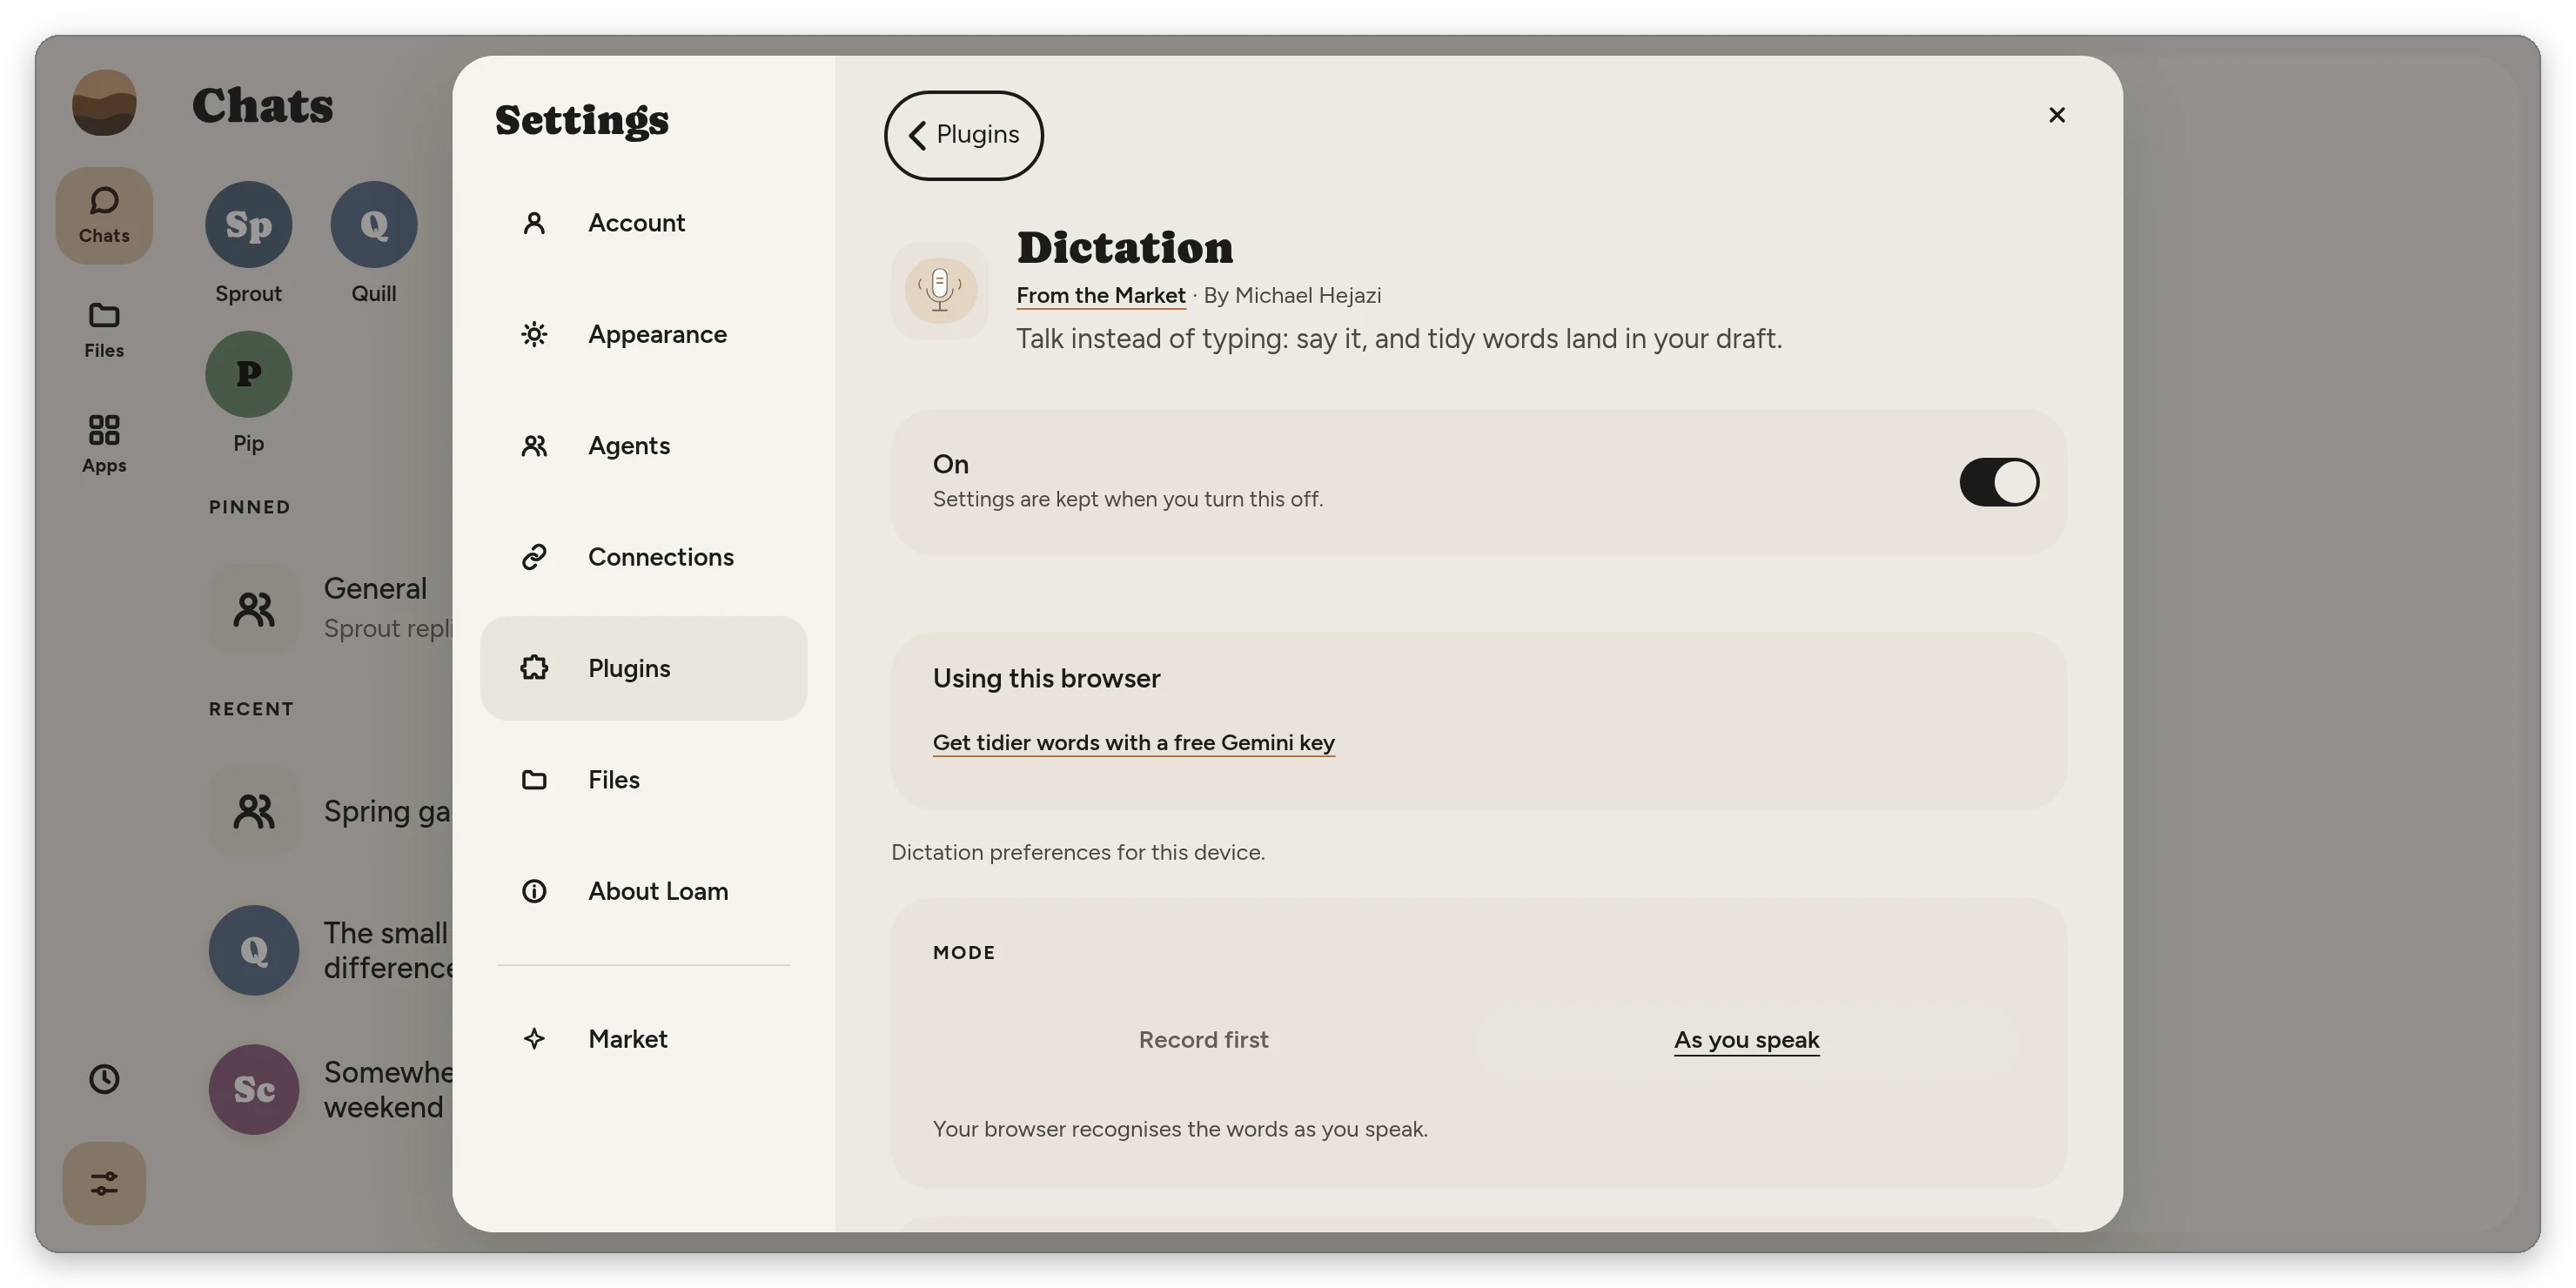 Chats
Chats
Files
Apps
Sp
Q
Sprout
Quill
P
Pip
PINNED
General
Sprout repli
RECENT
Spring ga
Q
The small
difference
Sc
Somewhe
weekend
Settings
Account
Appearance
Agents
Connections
Plugins
Files
About Loam
Market
Plugins
Dictation
From the Market · By Michael Hejazi
Talk instead of typing: say it, and tidy words land in your draft.
On
Settings are kept when you turn this off.
Using this browser
Get tidier words with a free Gemini key
Dictation preferences for this device.
MODE
Record first
As you speak
Your browser recognises the words as you speak.